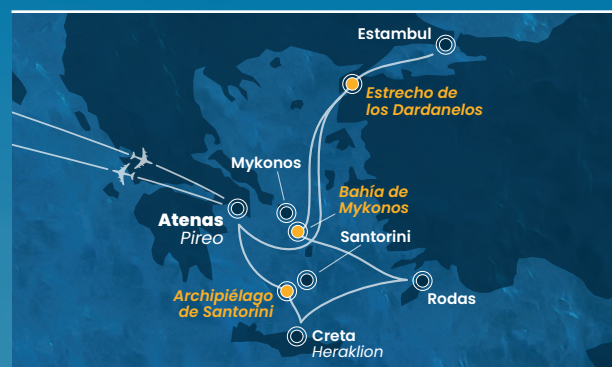 Estambul
Estrecho de
los Dardanelos
Mykonos
Bahía de
Mykonos
Atenas
Pireo
Santorini
Archipiélago
de Santorini
Rodas
Creta
Heraklion